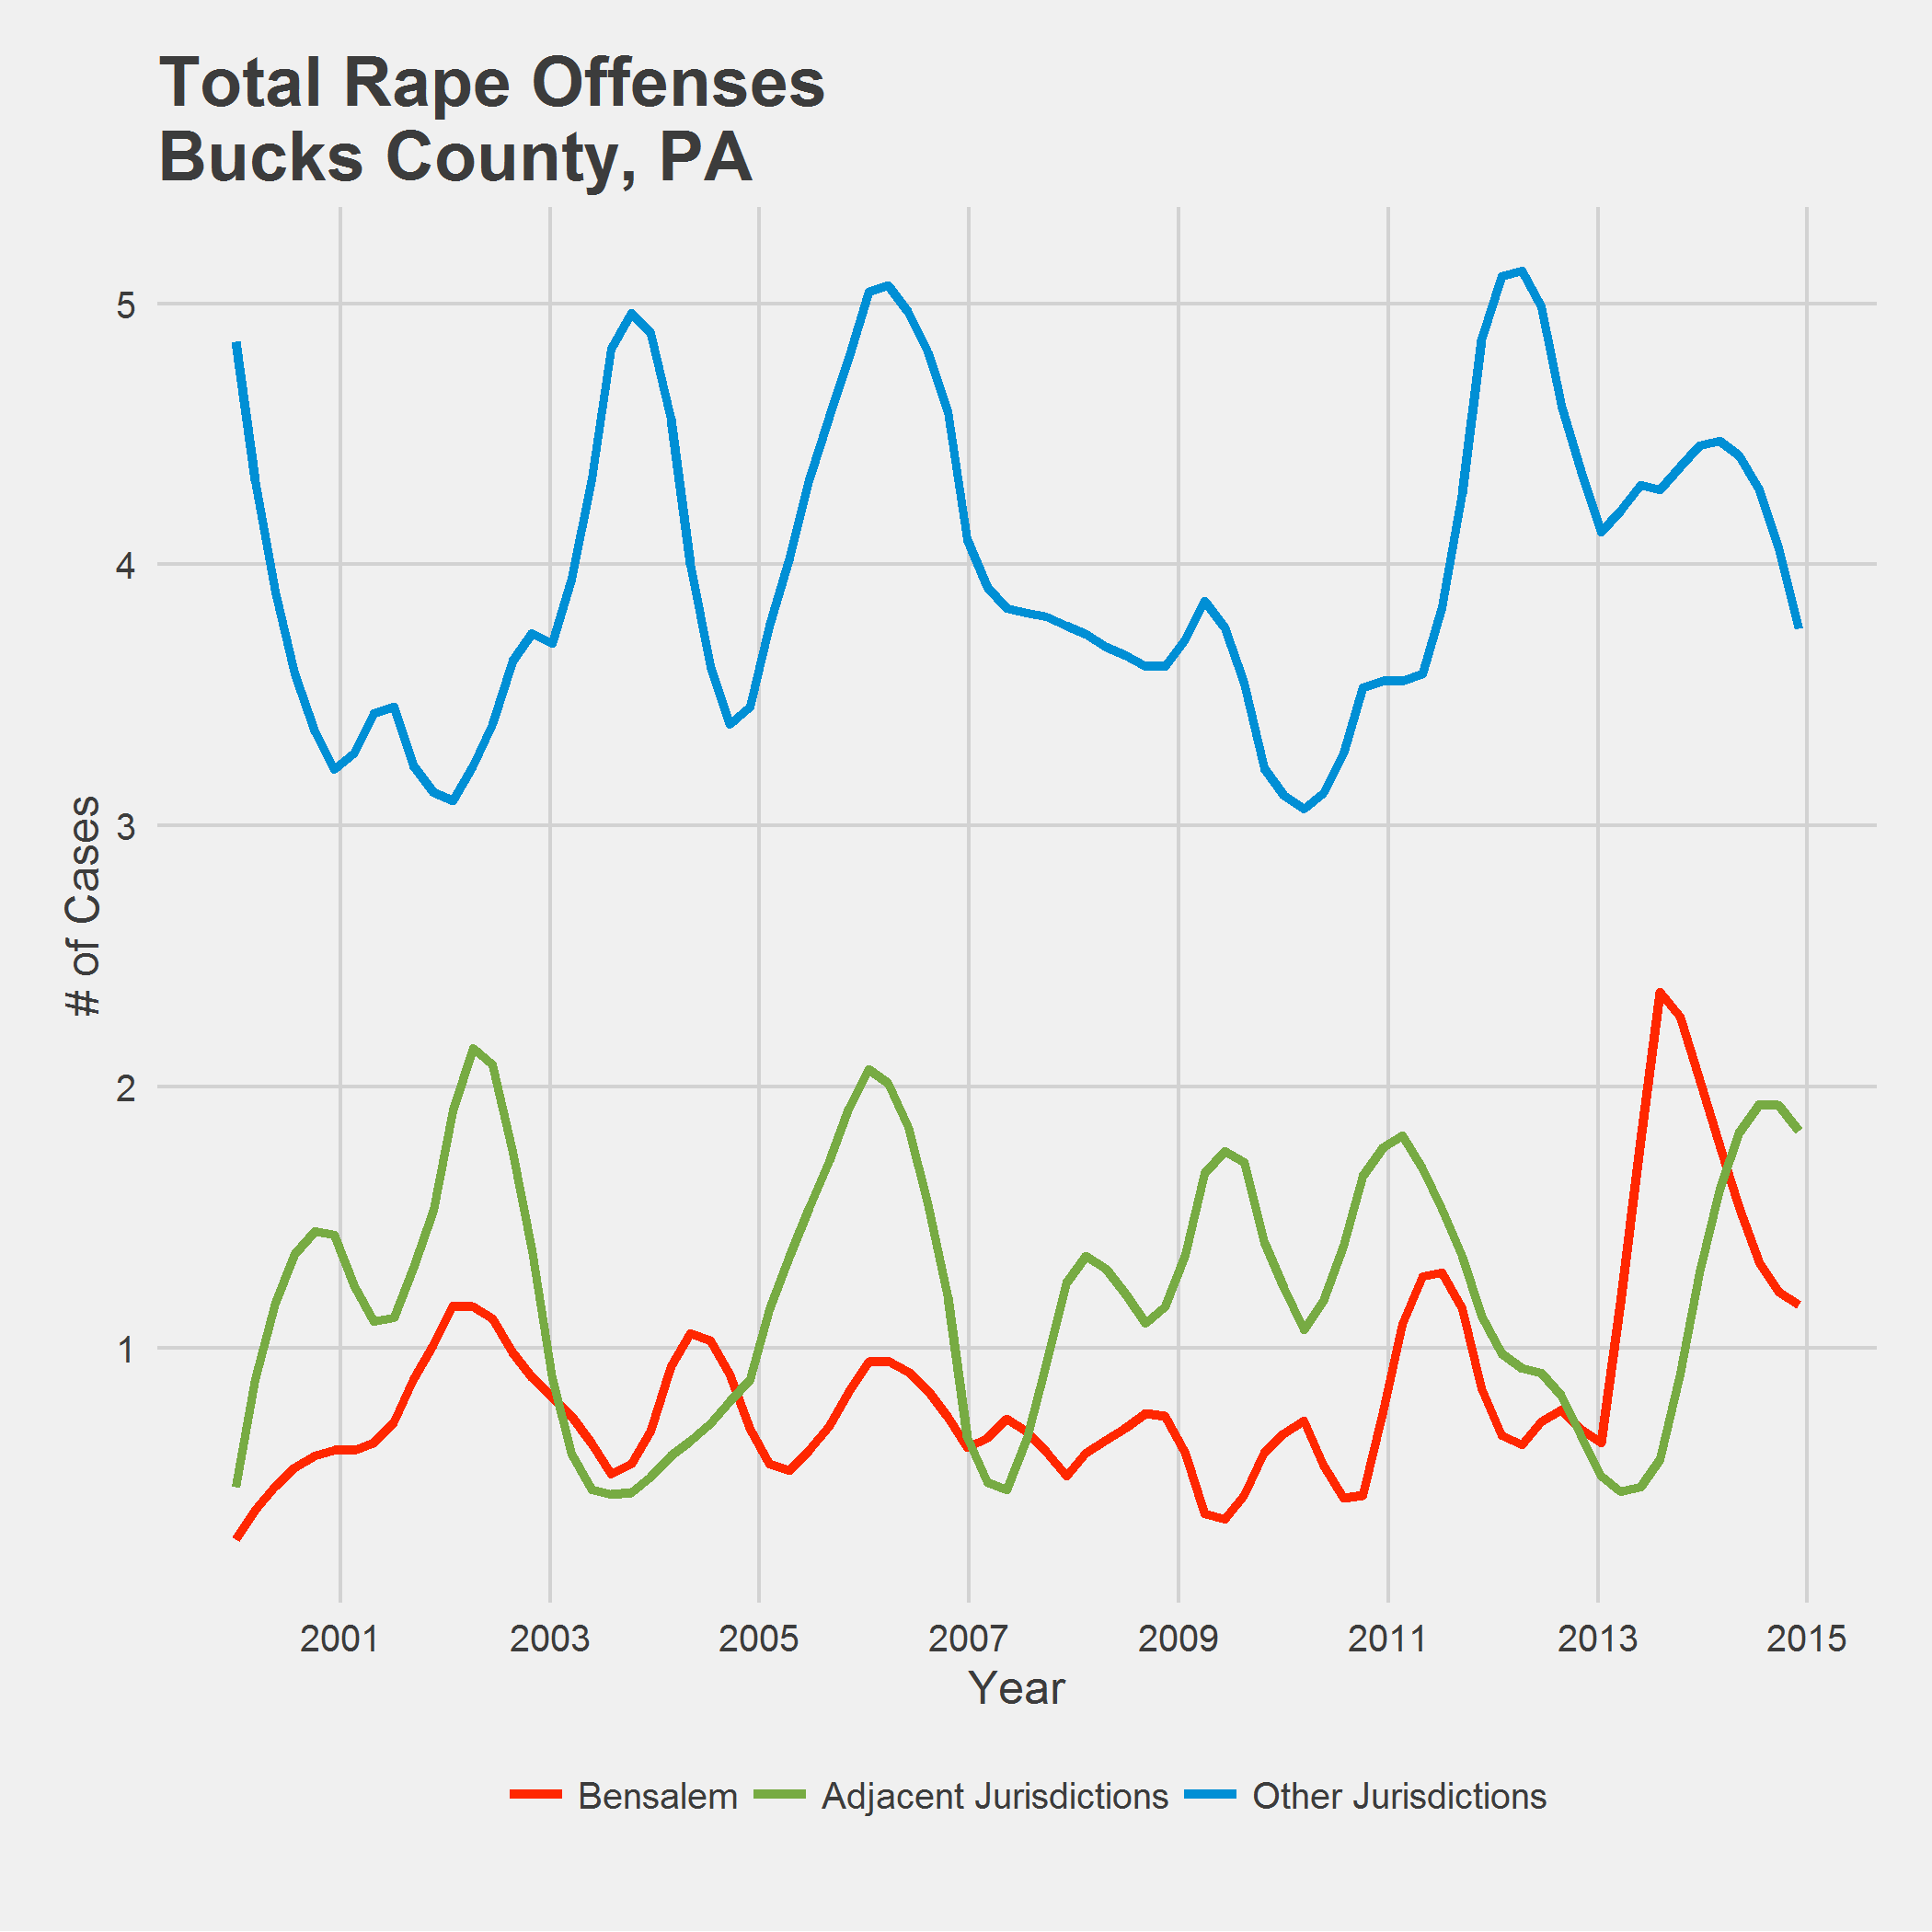 Total Rape Offenses
Bucks County, PA
# of Cases
5
4
3
2
1
2001 2003 2005 2007 2009 2011 2013 2015
Year
Bensalem Adjacent Jurisdictions Other Jurisdictions